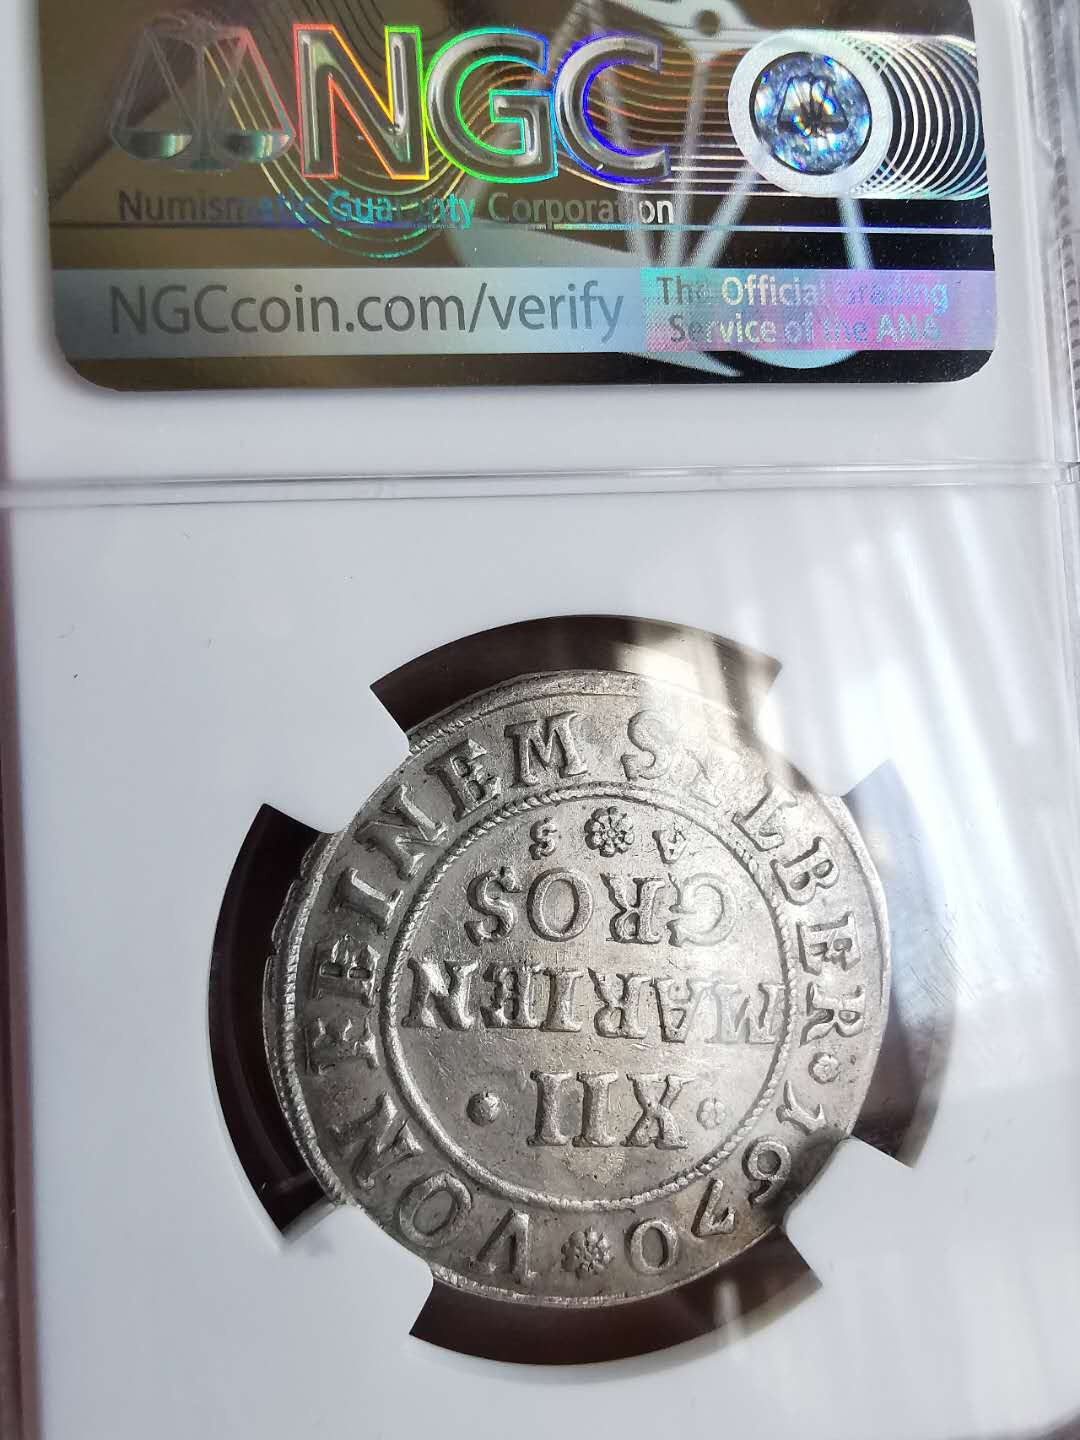 NGC
Numismatic Guaranty Corporation
NGCcoin.com/verify
The Official Grading
Service of the ANA
VON FEINEM SILBER · 1670
· XII ·
MARIEN
GROS
A S